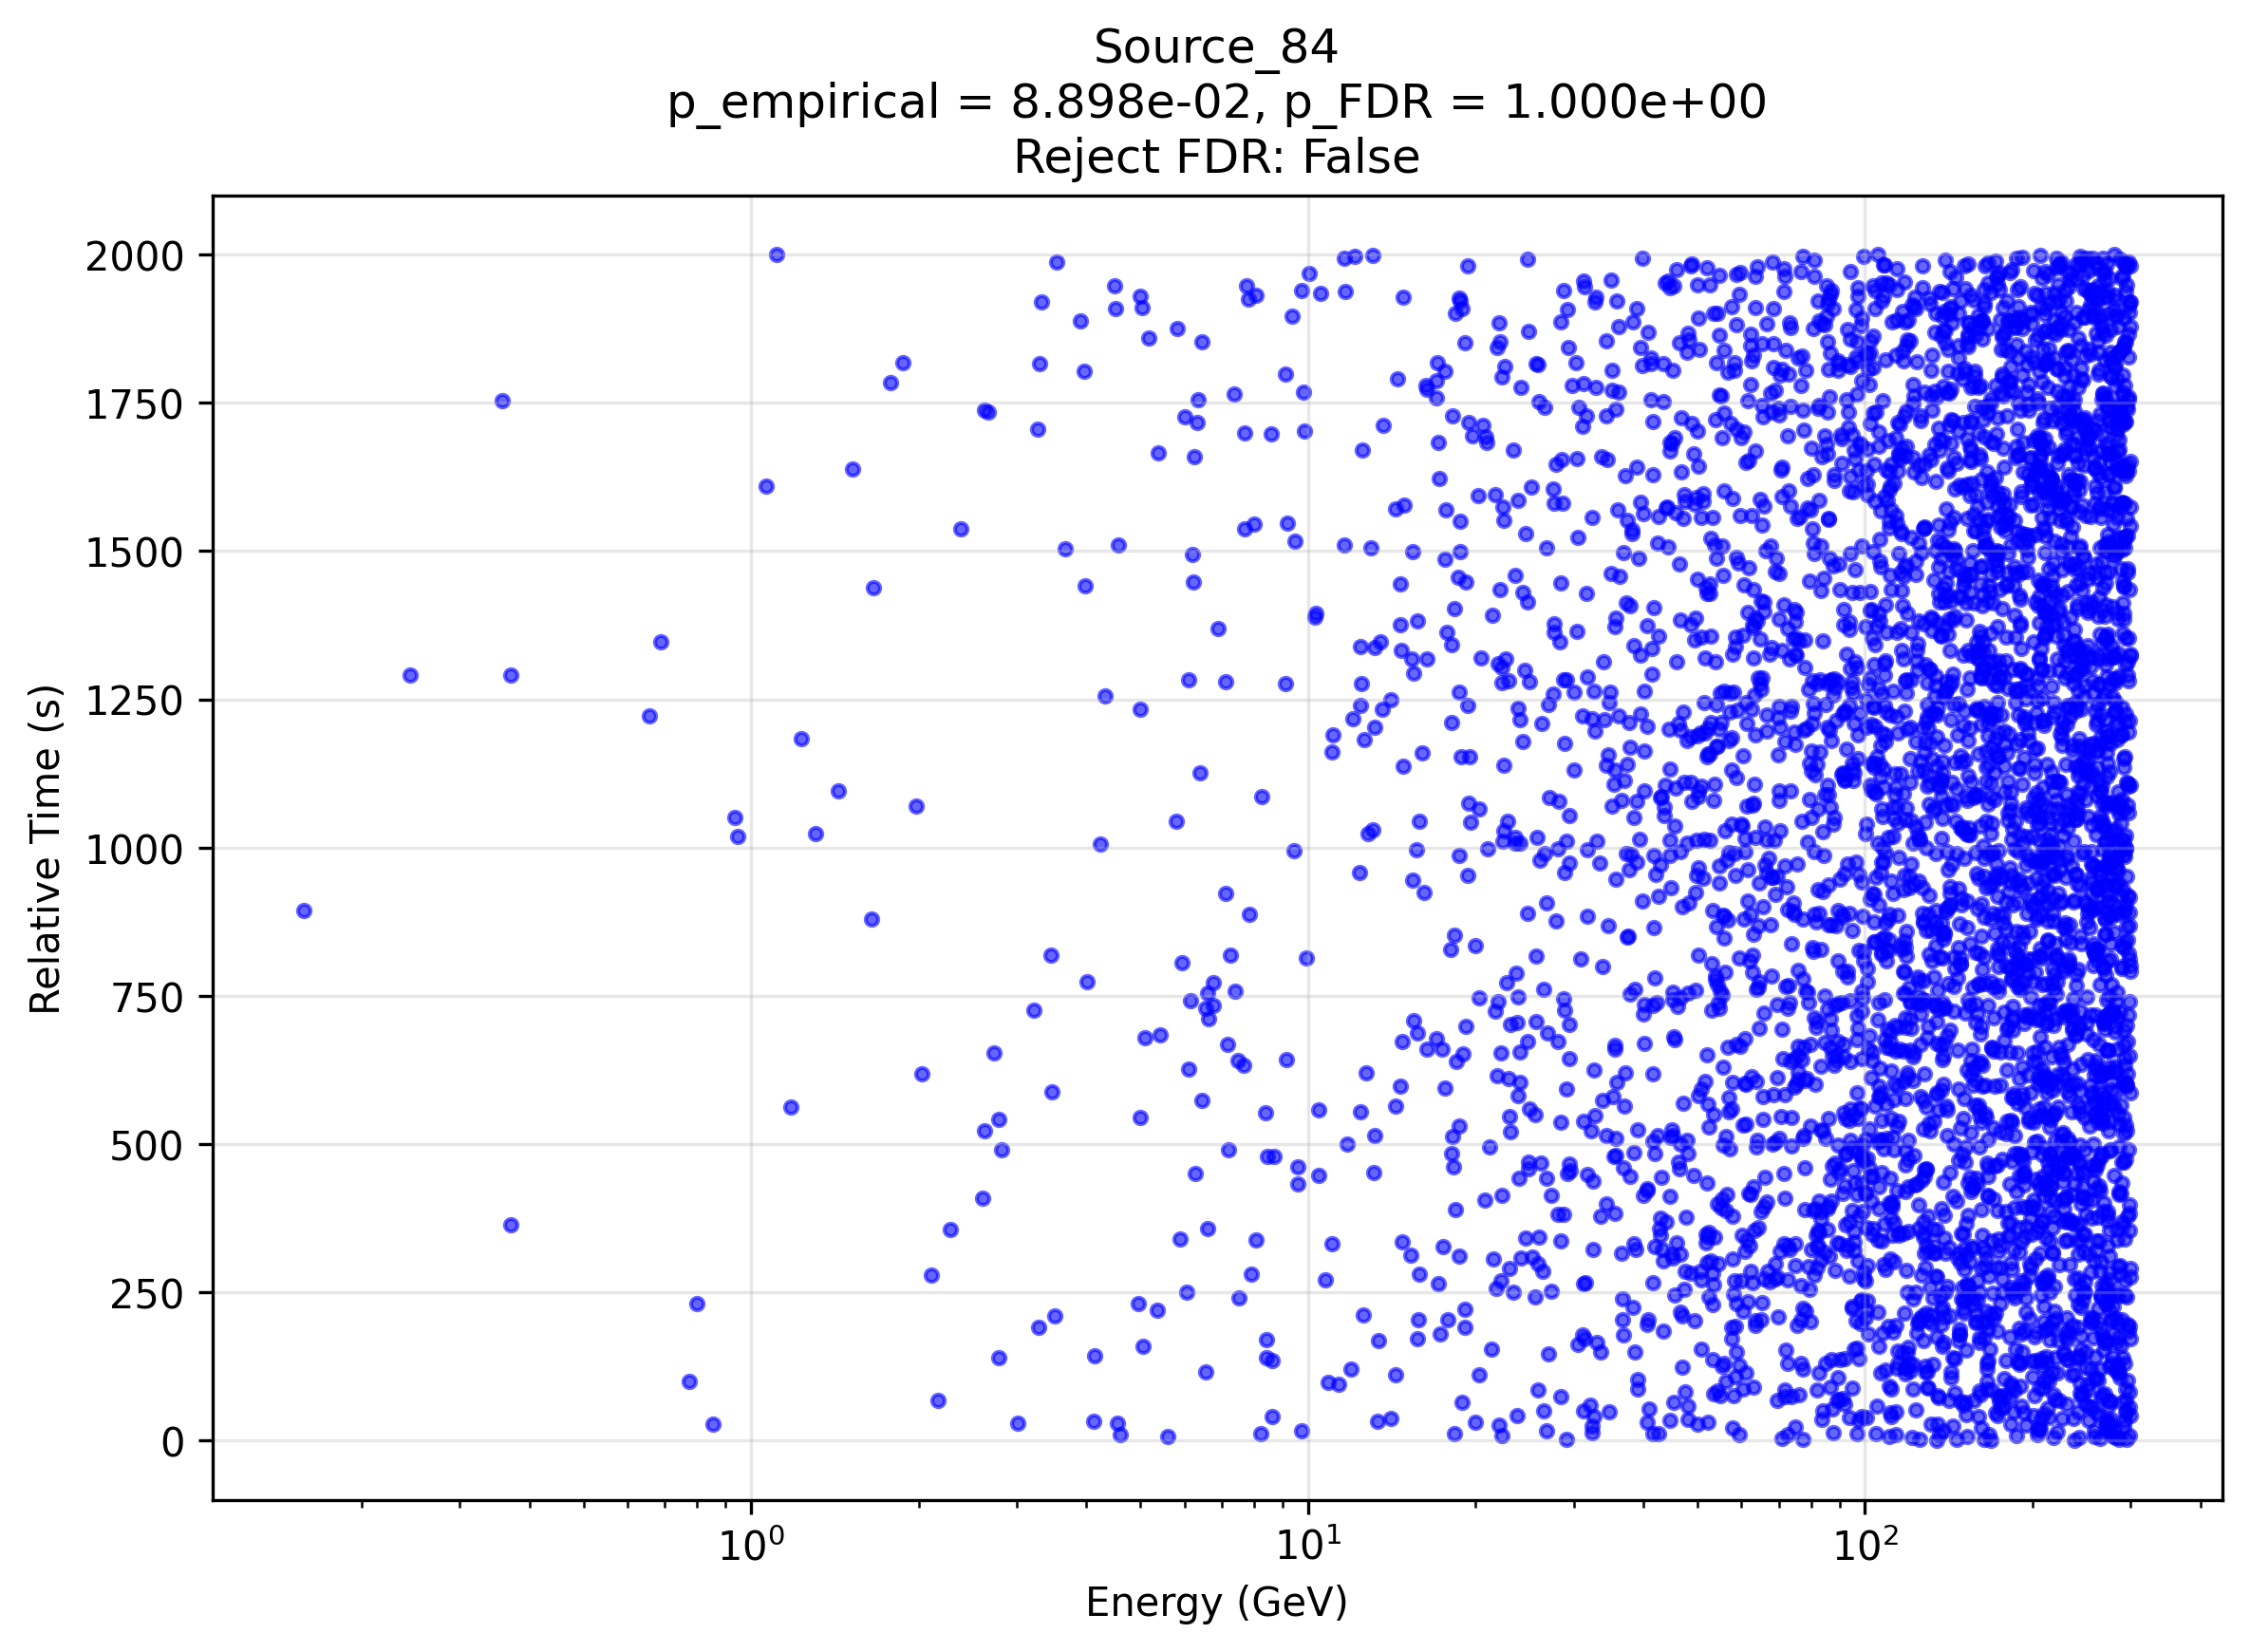 Source_84
p_empirical = 8.898e-02, p_FDR = 1.000e+00
Reject FDR: False
2000
1750
1500
1250
1000
750
500
250
0
Relative Time (s)
10⁰ 10¹ 10²
Energy (GeV)